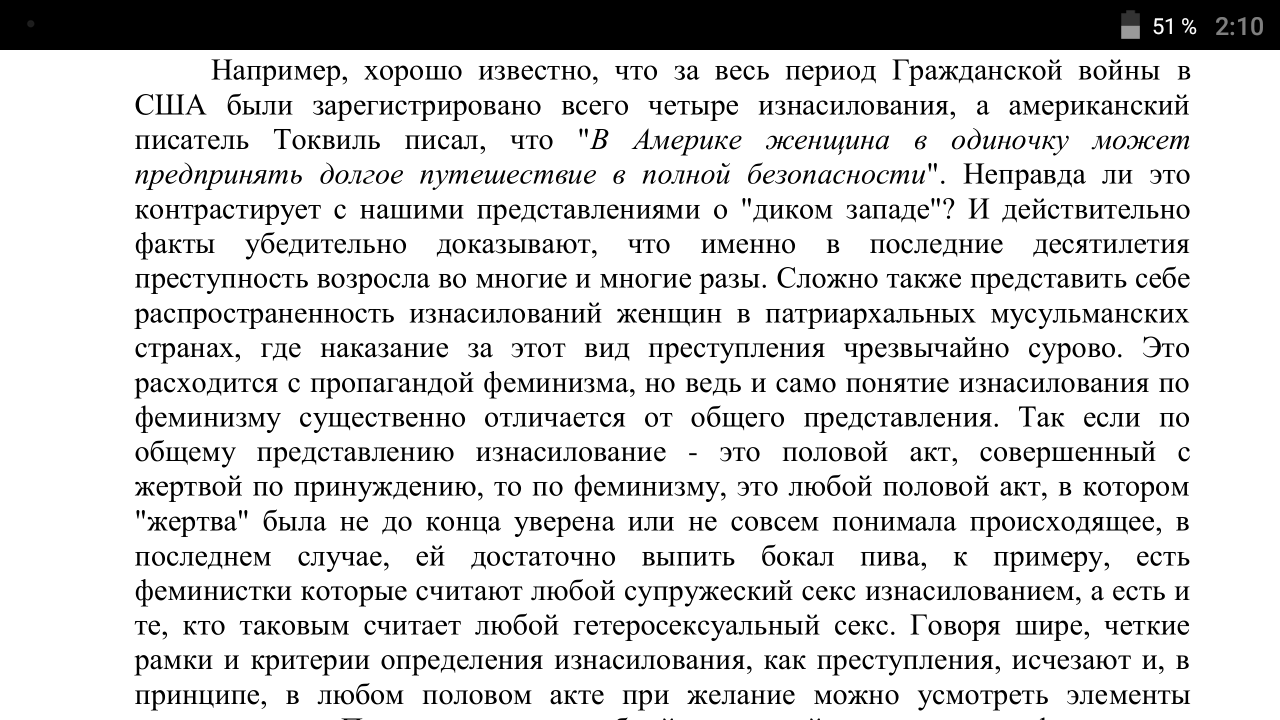 51 % 2:10
Например, хорошо известно, что за весь период Гражданской войны в
США были зарегистрировано всего четыре изнасилования, а американский
писатель Токвиль писал, что "В Америке женщина в одиночку может
предпринять долгое путешествие в полной безопасности". Неправда ли это
контрастирует с нашими представлениями о "диком западе"? И действительно
факты убедительно доказывают, что именно в последние десятилетия
преступность возросла во многие и многие разы. Сложно также представить себе
распространенность изнасилований женщин в патриархальных мусульманских
странах, где наказание за этот вид преступления чрезвычайно сурово. Это
расходится с пропагандой феминизма, но ведь и само понятие изнасилования по
феминизму существенно отличается от общего представления. Так если по
общему представлению изнасилование - это половой акт, совершенный с
жертвой по принуждению, то по феминизму, это любой половой акт, в котором
"жертва" была не до конца уверена или не совсем понимала происходящее, в
последнем случае, ей достаточно выпить бокал пива, к примеру, есть
феминистки которые считают любой супружеский секс изнасилованием, а есть и
те, кто таковым считает любой гетеросексуальный секс. Говоря шире, четкие
рамки и критерии определения изнасилования, как преступления, исчезают и, в
принципе, в любом половом акте при желание можно усмотреть элементы